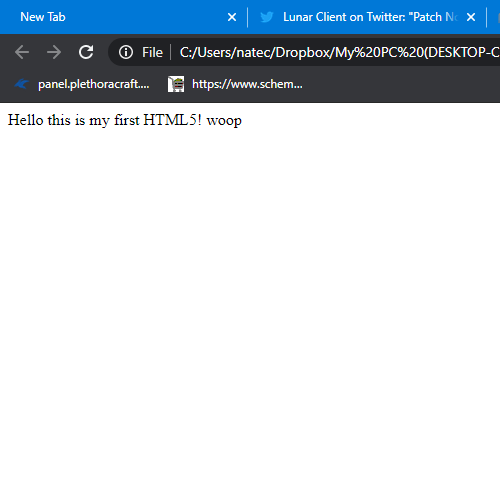 New Tab
Lunar Client on Twitter: "Patch No
File
C:/Users/natec/Dropbox/My%20PC%20(DESKTOP-C
panel.plethoracraft....
https://www.schem...
Hello this is my first HTML5! woop